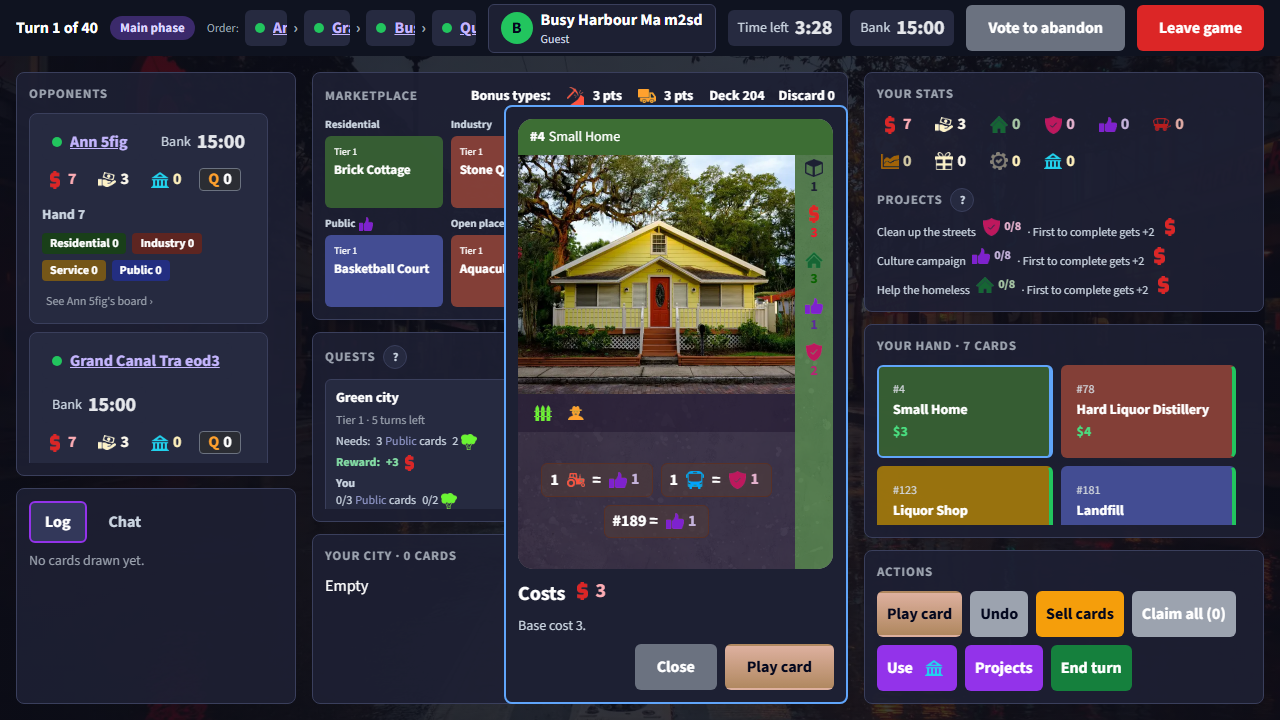 Turn 1 of 40
Main phase
Order:
Ar
›
Gr
›
Bu
›
Qu
B
Busy Harbour Ma m2sd
Guest
Time left 3:28
Bank 15:00
Vote to abandon
Leave game
OPPONENTS
Ann 5fig
Bank 15:00
7
3
0
Q 0
Hand 7
Residential 0
Industry 0
Service 0
Public 0
See Ann 5fig's board ›
Grand Canal Tra eod3
Bank 15:00
7
3
0
Q 0
Log
Chat
No cards drawn yet.
MARKETPLACE
Bonus types:
3 pts
3 pts
Deck 204
Discard 0
Residential
Tier 1
Brick Cottage
Industry
Tier 1
Stone Q
Public
Tier 1
Basketball Court
Open place
Tier 1
Aquacul
QUESTS
?
Green city
Tier 1 · 5 turns left
Needs: 3 Public cards 2
Reward: +3
You
0/3 Public cards 0/2
YOUR CITY · 0 CARDS
Empty
#4 Small Home
1
3
3
1
2
1 = 1
1 = 1
#189 = 1
Costs 3
Base cost 3.
Close
Play card
YOUR STATS
7
3
0
0
0
0
0
0
0
0
PROJECTS
?
Clean up the streets 0/8 · First to complete gets +2
Culture campaign 0/8 · First to complete gets +2
Help the homeless 0/8 · First to complete gets +2
YOUR HAND · 7 CARDS
#4
Small Home
$3
#78
Hard Liquor Distillery
$4
#123
Liquor Shop
#181
Landfill
ACTIONS
Play card
Undo
Sell cards
Claim all (0)
Use
Projects
End turn